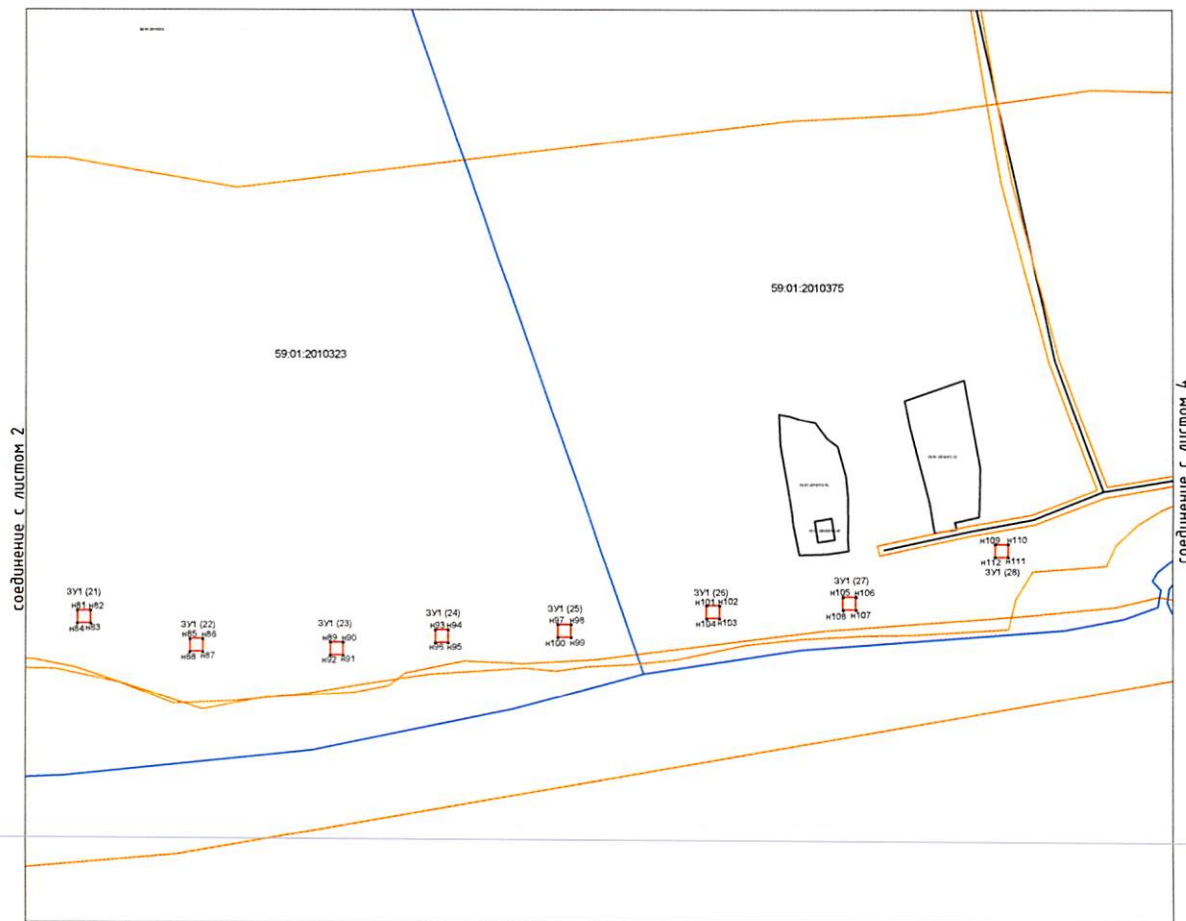 59:01:2010375
59:01:2010323
соединение с листом 2
соединение с листом 4
н109 н110
н112 н111
ЗУ1 (28)
ЗУ1 (21)
н81 н82
н84 н83
ЗУ1 (22)
н85 н86
н88 н87
ЗУ1 (23)
н89 н90
н92 н91
ЗУ1 (24)
н93 н94
н96 н95
ЗУ1 (25)
н97 н98
н100 н99
ЗУ1 (26)
н101 н102
н104 н103
ЗУ1 (27)
н105 н106
н108 н107